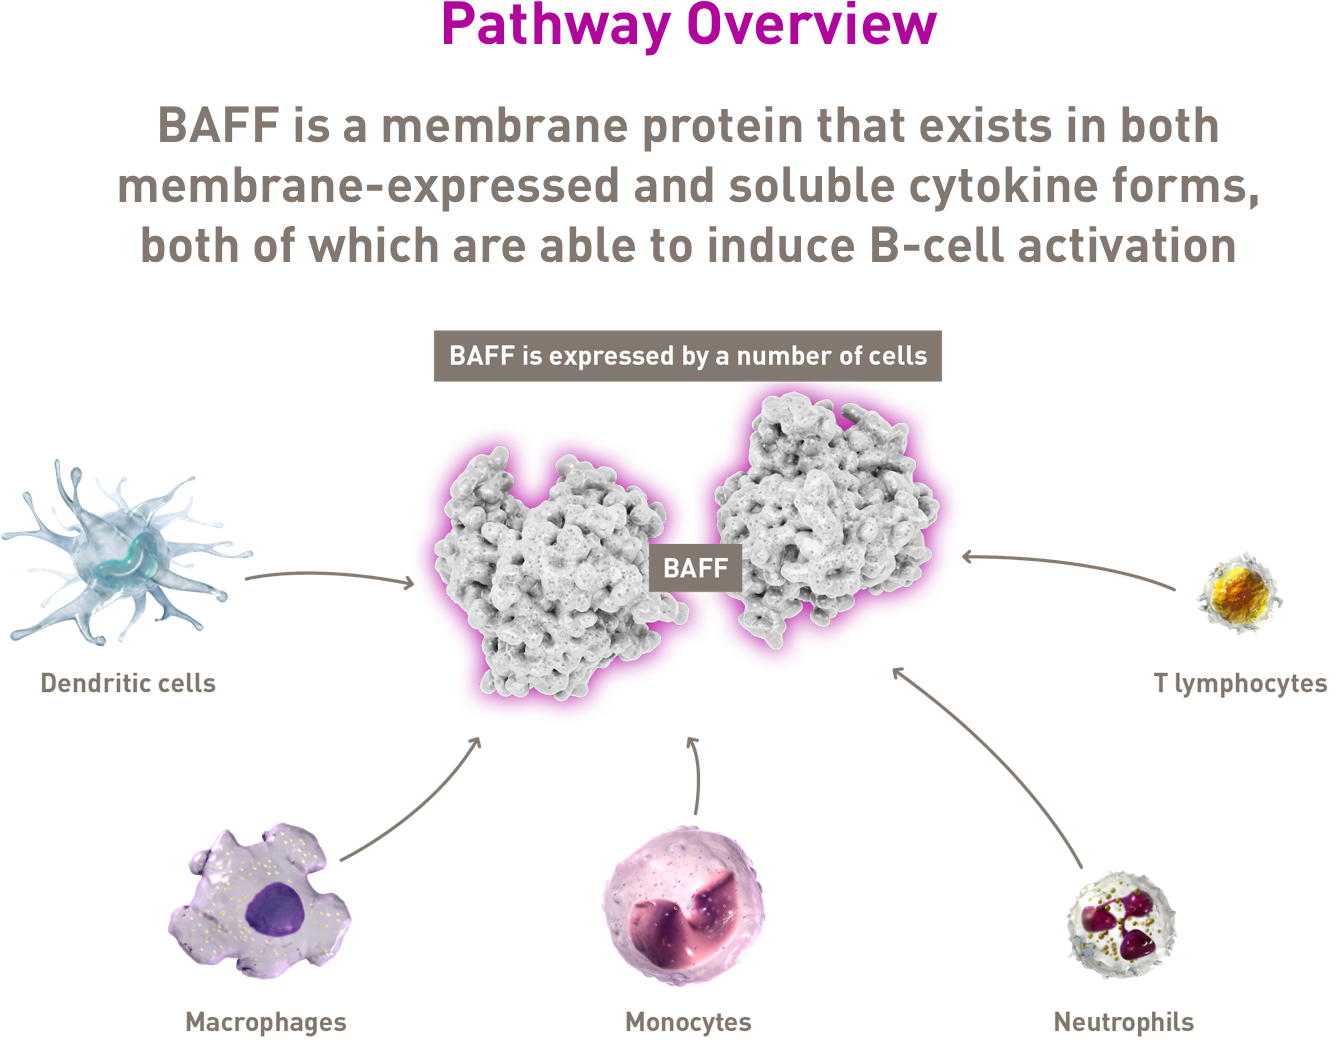 Pathway Overview
BAFF is a membrane protein that exists in both
membrane-expressed and soluble cytokine forms,
both of which are able to induce B-cell activation
BAFF is expressed by a number of cells
BAFF
Dendritic cells
T lymphocytes
Macrophages
Monocytes
Neutrophils